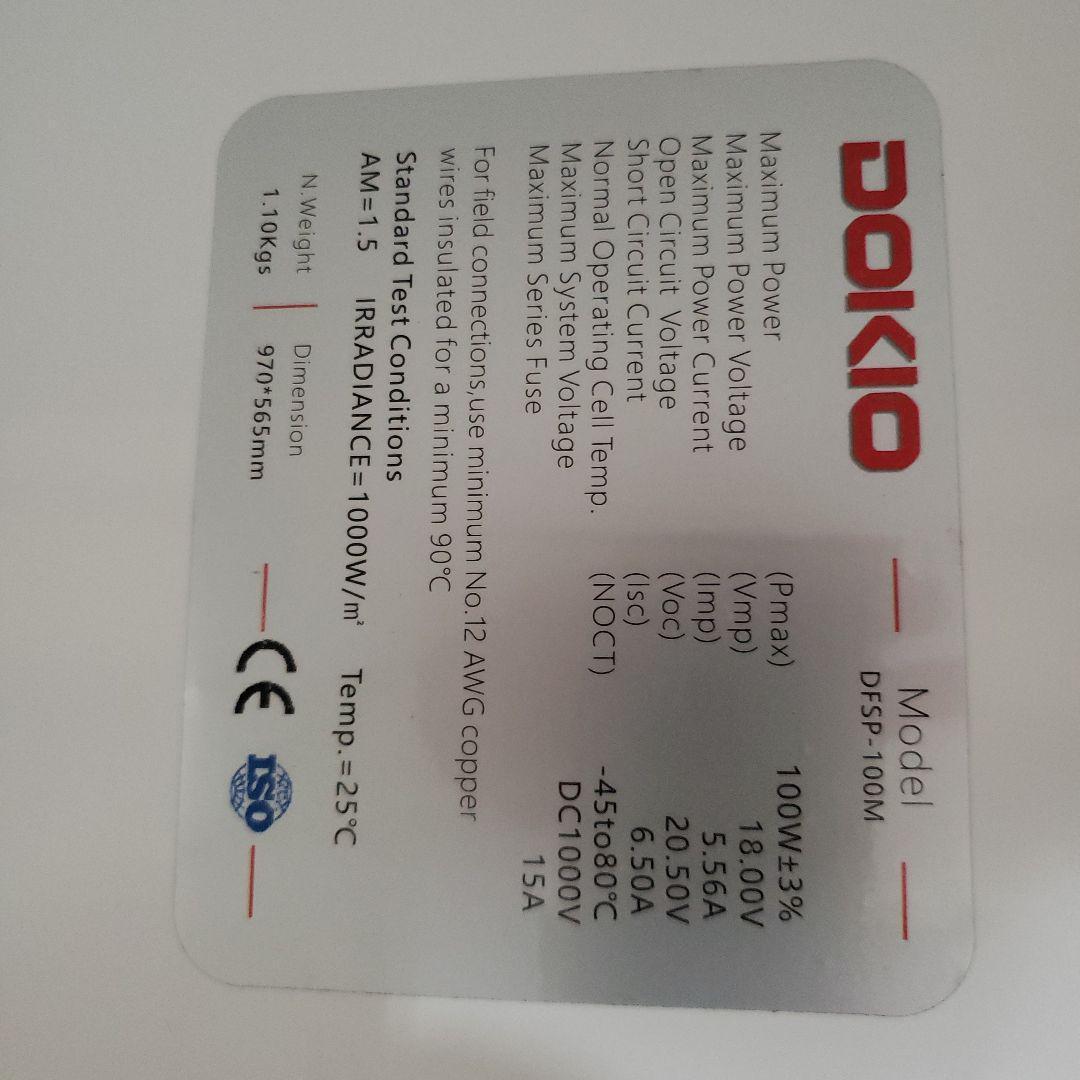 DOKIO
Model
DFSP-100M
Maximum Power (Pmax) 100W±3%
Maximum Power Voltage (Vmp) 18.00V
Maximum Power Current (Imp) 5.56A
Open Circuit Voltage (Voc) 20.50V
Short Circuit Current (Isc) 6.50A
Normal Operating Cell Temp. (NOCT) -45to80℃
Maximum System Voltage DC1000V
Maximum Series Fuse 15A
For field connections,use minimum No.12 AWG copper
wires insulated for a minimum 90℃
Standard Test Conditions
AM=1.5 IRRADIANCE=1000W/㎡ Temp.=25℃
N.Weight Dimension
1.10Kgs 970*565mm
CE ISO